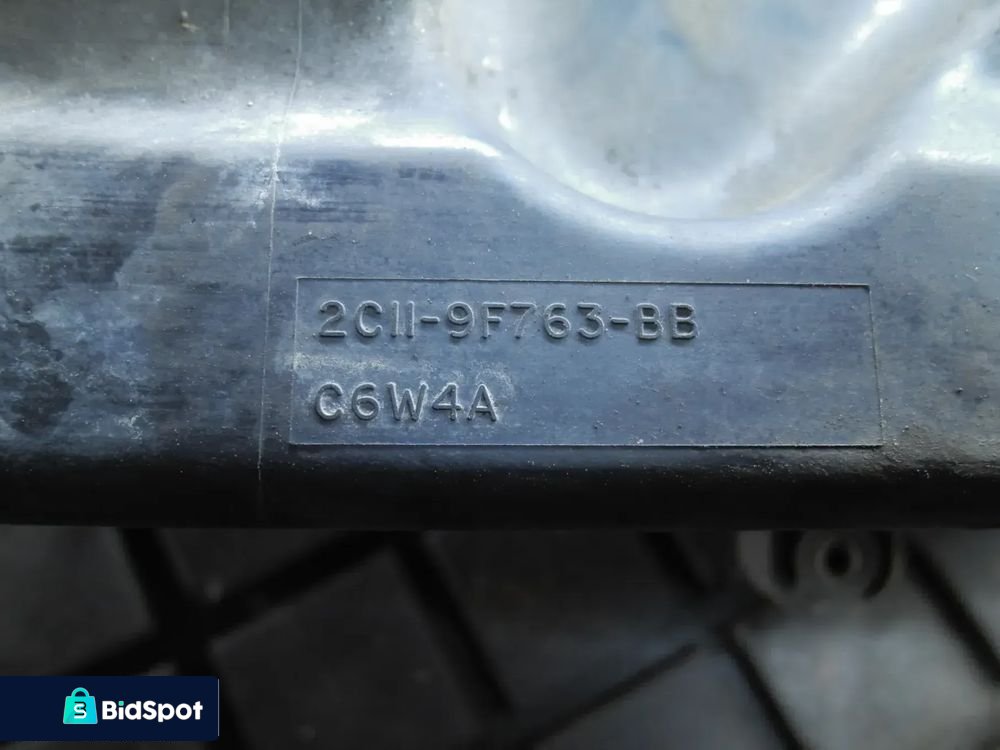 2C11-9F763-BB
C6W4A
BidSpot